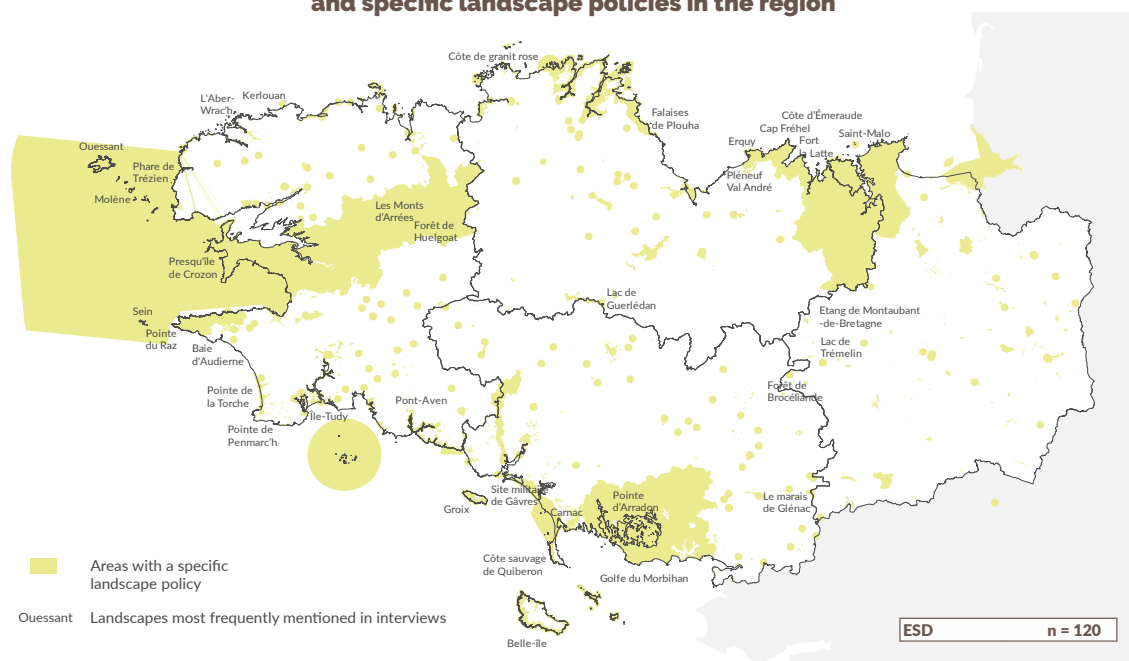 and specific landscape policies in the region
Côte de granit rose
L'Aber-
Wrac'h
Kerlouan
Falaises
de Plouha
Côte d'Émeraude
Cap Fréhel
Saint-Malo
Erquy
Fort
la Latte
Ouessant
Phare de
Trézien
Pléneuf
Val André
Molène
Les Monts
d'Arrées
Forêt de
Huelgoat
Presqu'île
de Crozon
Lac de
Guerlédan
Sein
Etang de Montaubant
-de-Bretagne
Pointe
du Raz
Baie
d'Audierne
Lac de
Trémelin
Forêt de
Brocéliande
Pointe de
la Torche
Pont-Aven
Île-Tudy
Pointe de
Penmarc'h
Site militaire
de Gâvres
Pointe
d'Arradon
Le marais
de Glénac
Groix
Carnac
Côte sauvage
de Quiberon
Golfe du Morbihan
Areas with a specific
landscape policy
Ouessant Landscapes most frequently mentioned in interviews
ESD n = 120
Belle-île